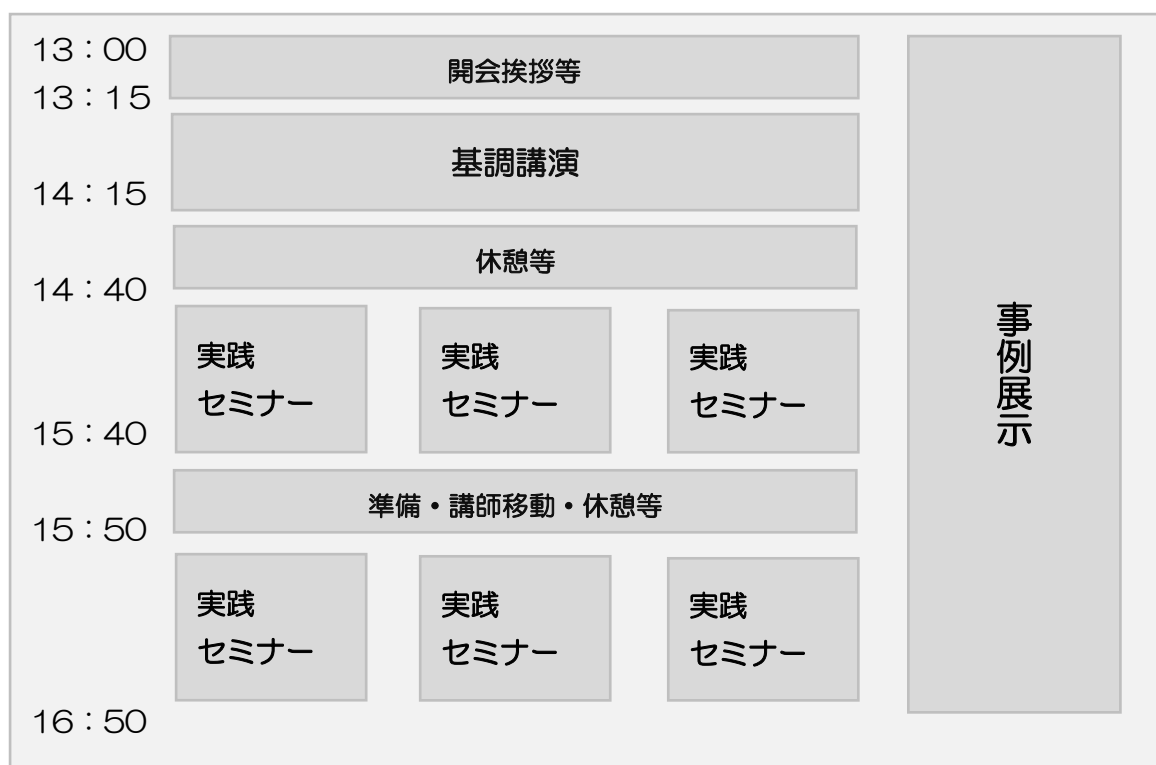 13：00
開会挨拶等
13：15
基調講演
14：15
休憩等
14：40
実践
セミナー
実践
セミナー
実践
セミナー
15：40
準備・講師移動・休憩等
15：50
実践
セミナー
実践
セミナー
実践
セミナー
16：50
事例展示